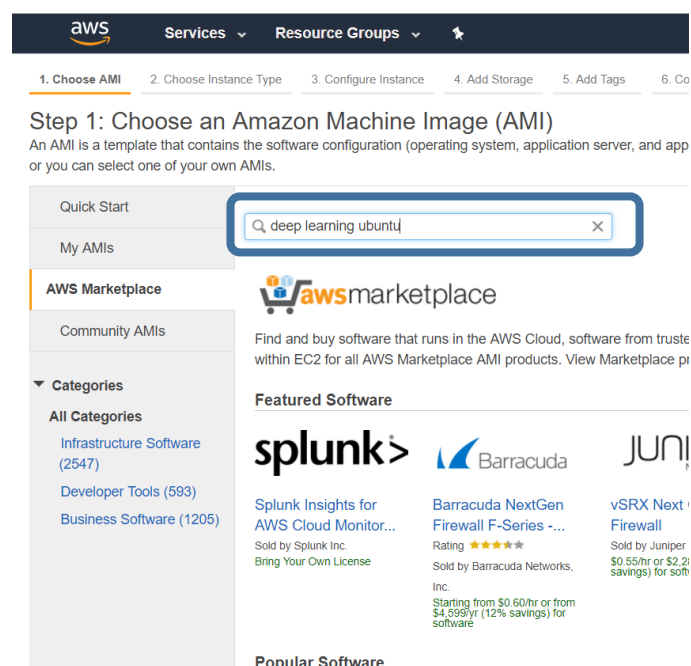 aws Services Resource Groups
1. Choose AMI 2. Choose Instance Type 3. Configure Instance 4. Add Storage 5. Add Tags 6.
Step 1: Choose an Amazon Machine Image (AMI)
An AMI is a template that contains the software configuration (operating system, application server, and
or you can select one of your own AMIs.
Quick Start
My AMIs
AWS Marketplace
Community AMIs
Categories
All Categories
Infrastructure Software
(2547)
Developer Tools (593)
Business Software (1205)
deep learning ubuntu
awsmarketplace
Find and buy software that runs in the AWS Cloud, software from
within EC2 for all AWS Marketplace AMI products. View Marketplace
Featured Software
splunk>
Splunk Insights for
AWS Cloud Monitor...
Sold by Splunk Inc.
Bring Your Own License
Barracuda
Barracuda NextGen
Firewall F-Series -...
Rating
Sold by Barracuda Networks,
Inc.
Starting from $0.60/hr or from
$4,599/yr (12% savings) for
software
vSRX Next
Firewall
Sold by Juniper
$0.55/hr or
savings) for
Popular Software